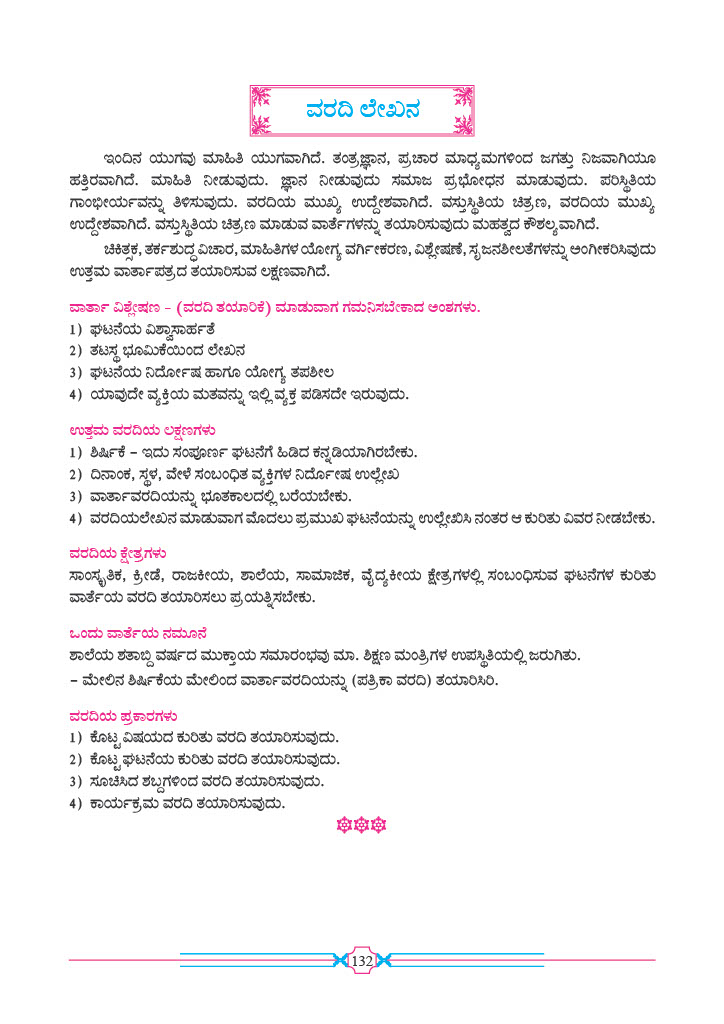 ವರದಿ ಲೇಖನ
ಇಂದಿನ ಯುಗವು ಮಾಹಿತಿ ಯುಗವಾಗಿದೆ. ತಂತ್ರಜ್ಞಾನ, ಪ್ರಚಾರ ಮಾಧ್ಯಮಗಳಿಂದ ಜಗತ್ತು ನಿಜವಾಗಿಯೂ
ಹತ್ತಿರವಾಗಿದೆ. ಮಾಹಿತಿ ನೀಡುವುದು. ಜ್ಞಾನ ನೀಡುವುದು ಸಮಾಜ ಪ್ರಭೋಧನ ಮಾಡುವುದು. ಪರಿಸ್ಥಿತಿಯ
ಗಾಂಭೀರ್ಯವನ್ನು ತಿಳಿಸುವುದು. ವರದಿಯ ಮುಖ್ಯ ಉದ್ದೇಶವಾಗಿದೆ. ವಸ್ತುಸ್ಥಿತಿಯ ಚಿತ್ರಣ, ವರದಿಯ ಮುಖ್ಯ
ಉದ್ದೇಶವಾಗಿದೆ. ವಸ್ತುಸ್ಥಿತಿಯ ಚಿತ್ರಣ ಮಾಡುವ ವಾರ್ತೆಗಳನ್ನು ತಯಾರಿಸುವುದು ಮಹತ್ವದ ಕೌಶಲ್ಯವಾಗಿದೆ.
ಚಿಕಿತ್ಸಕ, ತರ್ಕಶುದ್ಧ ವಿಚಾರ, ಮಾಹಿತಿಗಳ ಯೋಗ್ಯ ವರ್ಗೀಕರಣ, ವಿಶ್ಲೇಷಣೆ, ಸೃಜನಶೀಲತೆಗಳನ್ನು ಅಂಗೀಕರಿಸಿವುದು
ಉತ್ತಮ ವಾರ್ತಾಪತ್ರದ ತಯಾರಿಸುವ ಲಕ್ಷಣವಾಗಿದೆ.
ವಾರ್ತಾ ವಿಶ್ಲೇಷಣ – (ವರದಿ ತಯಾರಿಕೆ) ಮಾಡುವಾಗ ಗಮನಿಸಬೇಕಾದ ಅಂಶಗಳು.
1) ಘಟನೆಯ ವಿಶ್ವಾಸಾರ್ಹತೆ
2) ತಟಸ್ಥ ಭೂಮಿಕೆಯಿಂದ ಲೇಖನ
3) ಘಟನೆಯ ನಿರ್ದೋಷ ಹಾಗೂ ಯೋಗ್ಯ ತಪಶೀಲ
4) ಯಾವುದೇ ವ್ಯಕ್ತಿಯ ಮತವನ್ನು ಇಲ್ಲಿ ವ್ಯಕ್ತ ಪಡಿಸದೇ ಇರುವುದು.
ಉತ್ತಮ ವರದಿಯ ಲಕ್ಷಣಗಳು
1) ಶಿರ್ಷಿಕೆ – ಇದು ಸಂಪೂರ್ಣ ಘಟನೆಗೆ ಹಿಡಿದ ಕನ್ನಡಿಯಾಗಿರಬೇಕು.
2) ದಿನಾಂಕ, ಸ್ಥಳ, ವೇಳೆ ಸಂಬಂಧಿತ ವ್ಯಕ್ತಿಗಳ ನಿರ್ದೋಷ ಉಲ್ಲೇಖ
3) ವಾರ್ತಾವರದಿಯನ್ನು ಭೂತಕಾಲದಲ್ಲಿ ಬರೆಯಬೇಕು.
4) ವರದಿಯಲೇಖನ ಮಾಡುವಾಗ ಮೊದಲು ಪ್ರಮುಖ ಘಟನೆಯನ್ನು ಉಲ್ಲೇಖಿಸಿ ನಂತರ ಆ ಕುರಿತು ವಿವರ ನೀಡಬೇಕು.
ವರದಿಯ ಕ್ಷೇತ್ರಗಳು
ಸಾಂಸ್ಕೃತಿಕ, ಕ್ರೀಡೆ, ರಾಜಕೀಯ, ಶಾಲೆಯ, ಸಾಮಾಜಿಕ, ವೈದ್ಯಕೀಯ ಕ್ಷೇತ್ರಗಳಲ್ಲಿ ಸಂಬಂಧಿಸುವ ಘಟನೆಗಳ ಕುರಿತು
ವಾರ್ತೆಯ ವರದಿ ತಯಾರಿಸಲು ಪ್ರಯತ್ನಿಸಬೇಕು.
ಒಂದು ವಾರ್ತೆಯ ನಮೂನೆ
ಶಾಲೆಯ ಶತಾಬ್ದಿ ವರ್ಷದ ಮುಕ್ತಾಯ ಸಮಾರಂಭವು ಮಾ. ಶಿಕ್ಷಣ ಮಂತ್ರಿಗಳ ಉಪಸ್ಥಿತಿಯಲ್ಲಿ ಜರುಗಿತು.
– ಮೇಲಿನ ಶಿರ್ಷಿಕೆಯ ಮೇಲಿಂದ ವಾರ್ತಾವರದಿಯನ್ನು (ಪತ್ರಿಕಾ ವರದಿ) ತಯಾರಿಸಿರಿ.
ವರದಿಯ ಪ್ರಕಾರಗಳು
1) ಕೊಟ್ಟ ವಿಷಯದ ಕುರಿತು ವರದಿ ತಯಾರಿಸುವುದು.
2) ಕೊಟ್ಟ ಘಟನೆಯ ಕುರಿತು ವರದಿ ತಯಾರಿಸುವುದು.
3) ಸೂಚಿಸಿದ ಶಬ್ದಗಳಿಂದ ವರದಿ ತಯಾರಿಸುವುದು.
4) ಕಾರ್ಯಕ್ರಮ ವರದಿ ತಯಾರಿಸುವುದು.
132